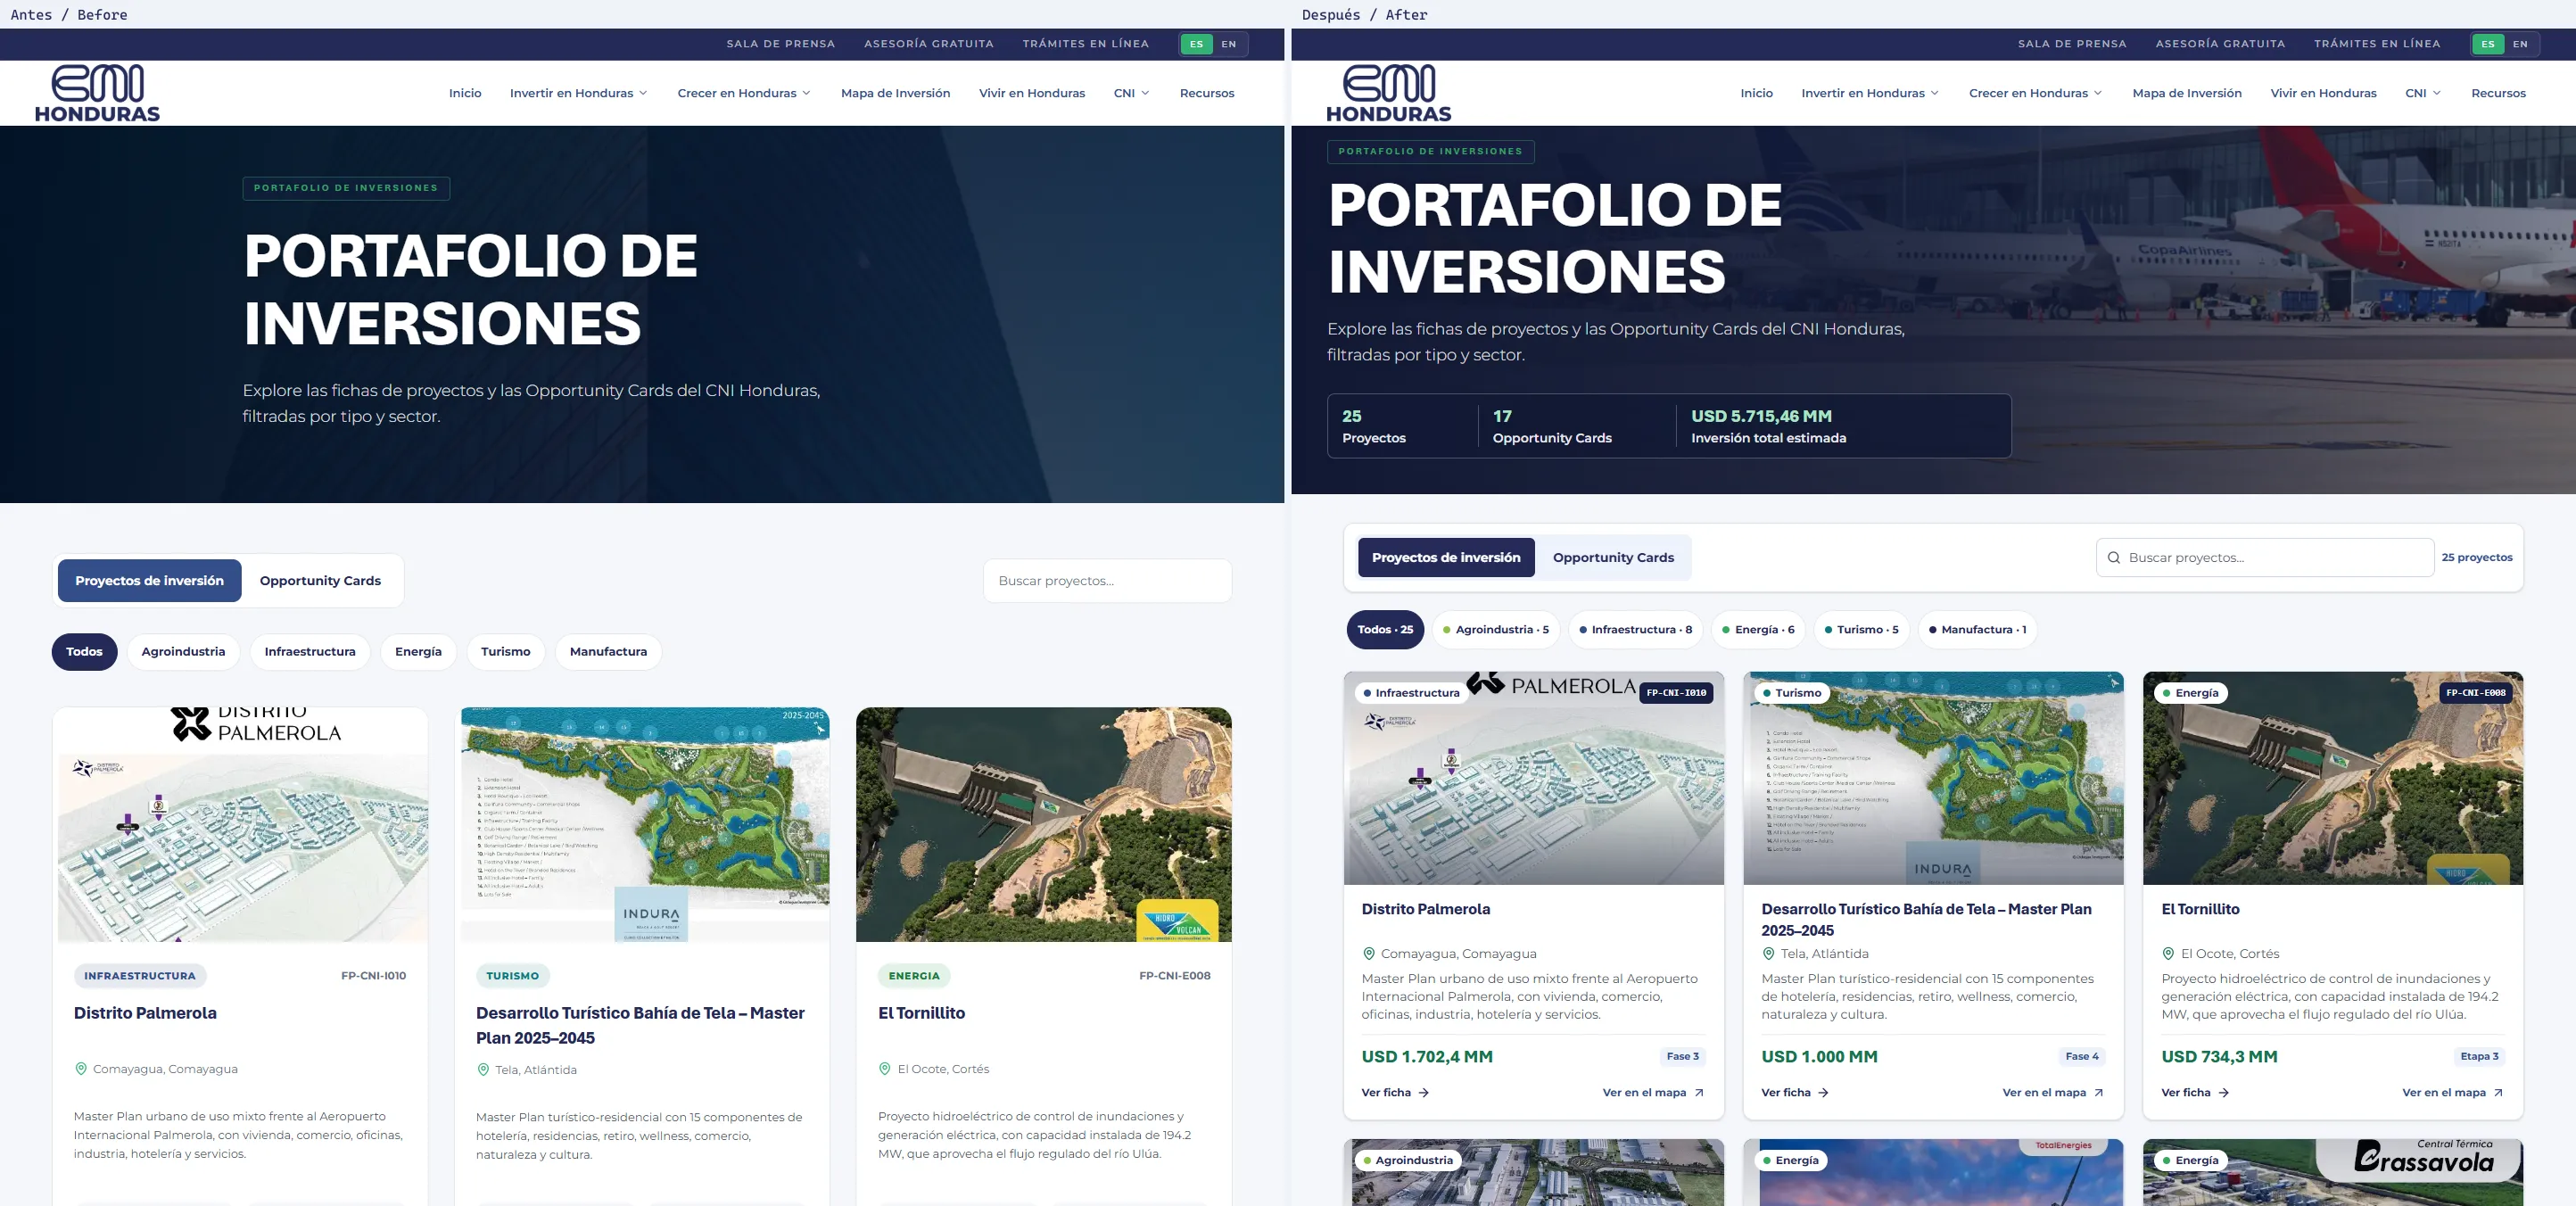 Antes / Before
SALA DE PRENSA ASESORÍA GRATUITA TRÁMITES EN LÍNEA ES EN
CNI
HONDURAS
Inicio Invertir en Honduras Crecer en Honduras Mapa de Inversión Vivir en Honduras CNI Recursos
PORTAFOLIO DE INVERSIONES
PORTAFOLIO DE
INVERSIONES
Explore las fichas de proyectos y las Opportunity Cards del CNI Honduras,
filtradas por tipo y sector.
Proyectos de inversión Opportunity Cards Buscar proyectos...
Todos Agroindustria Infraestructura Energía Turismo Manufactura
DISTRITO
PALMEROLA
2025-2045
INDURA
HIDRO
VOLCAN
INFRAESTRUCTURA FP-CNI-I010
Distrito Palmerola
Comayagua, Comayagua
Master Plan urbano de uso mixto frente al Aeropuerto
Internacional Palmerola, con vivienda, comercio, oficinas,
industria, hotelería y servicios.
TURISMO
Desarrollo Turístico Bahía de Tela – Master
Plan 2025–2045
Tela, Atlántida
Master Plan turístico-residencial con 15 componentes de
hotelería, residencias, retiro, wellness, comercio,
naturaleza y cultura.
ENERGIA FP-CNI-E008
El Tornillito
El Ocote, Cortés
Proyecto hidroeléctrico de control de inundaciones y
generación eléctrica, con capacidad instalada de 194.2
MW, que aprovecha el flujo regulado del río Ulúa.
Después / After
SALA DE PRENSA ASESORÍA GRATUITA TRÁMITES EN LÍNEA ES EN
CNI
HONDURAS
Inicio Invertir en Honduras Crecer en Honduras Mapa de Inversión Vivir en Honduras CNI Recursos
PORTAFOLIO DE INVERSIONES
PORTAFOLIO DE
INVERSIONES
CopaAirlines
Explore las fichas de proyectos y las Opportunity Cards del CNI Honduras,
filtradas por tipo y sector.
25 17 USD 5.715,46 MM
Proyectos Opportunity Cards Inversión total estimada
Proyectos de inversión Opportunity Cards Buscar proyectos... 25 proyectos
Todos · 25 Agroindustria · 5 Infraestructura · 8 Energía · 6 Turismo · 5 Manufactura · 1
Infraestructura PALMEROLA FP-CNI-I010
Distrito Palmerola
Comayagua, Comayagua
Master Plan urbano de uso mixto frente al Aeropuerto
Internacional Palmerola, con vivienda, comercio,
oficinas, industria, hotelería y servicios.
USD 1.702,4 MM Fase 3
Ver ficha Ver en el mapa
Turismo
INDURA
Desarrollo Turístico Bahía de Tela – Master Plan
2025–2045
Tela, Atlántida
Master Plan turístico-residencial con 15 componentes
de hotelería, residencias, retiro, wellness, comercio,
naturaleza y cultura.
USD 1.000 MM Fase 4
Ver ficha Ver en el mapa
Energía FP-CNI-E008
HIDRO
El Tornillito
El Ocote, Cortés
Proyecto hidroeléctrico de control de inundaciones y
generación eléctrica, con capacidad instalada de 194.2
MW, que aprovecha el flujo regulado del río Ulúa.
USD 734,3 MM Etapa 3
Ver ficha Ver en el mapa
Agroindustria
Energía TotalEnergies
Energía Central Térmica
Brassavola